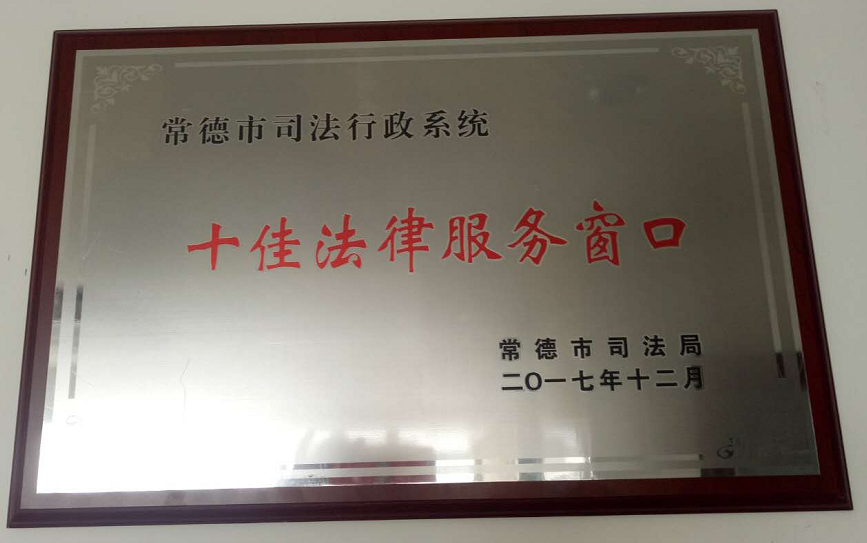 常德市司法行政系统
十佳法律服务窗口
常德市司法局
二〇一七年十二月